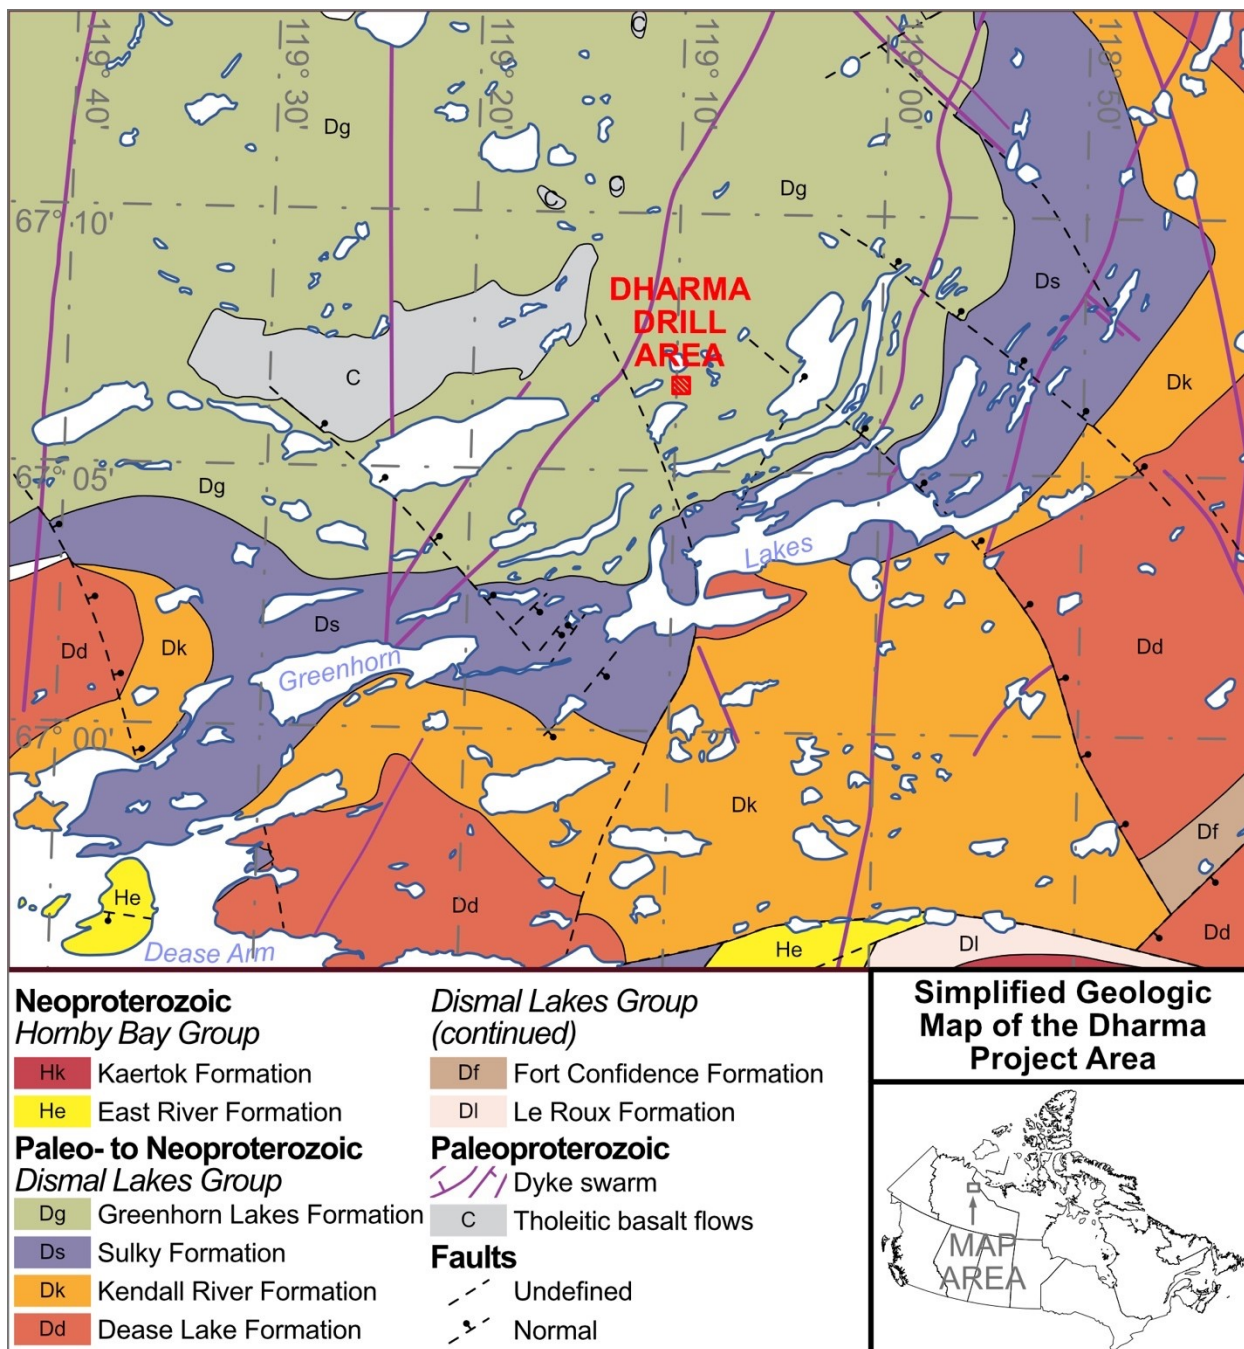 119° 40'
119° 30'
119° 20'
119° 10'
119° 00'
118° 50'
C
Dg
C
C
Dg
67° 10'
Ds
DHARMA
DRILL
AREA
C
Dk
67° 05'
Dg
Lakes
Ds
Dk
Dd
Dd
Greenhorn
67° 00'
Dk
Df
He
Dd
Dd
Dease Arm
He
Dl
Neoproterozoic
Hornby Bay Group
Hk Kaertok Formation
He East River Formation
Paleo- to Neoproterozoic
Dismal Lakes Group
Dg Greenhorn Lakes Formation
Ds Sulky Formation
Dk Kendall River Formation
Dd Dease Lake Formation
Dismal Lakes Group
(continued)
Df Fort Confidence Formation
Dl Le Roux Formation
Paleoproterozoic
Dyke swarm
C Tholeitic basalt flows
Faults
Undefined
Normal
Simplified Geologic
Map of the Dharma
Project Area
MAP
AREA